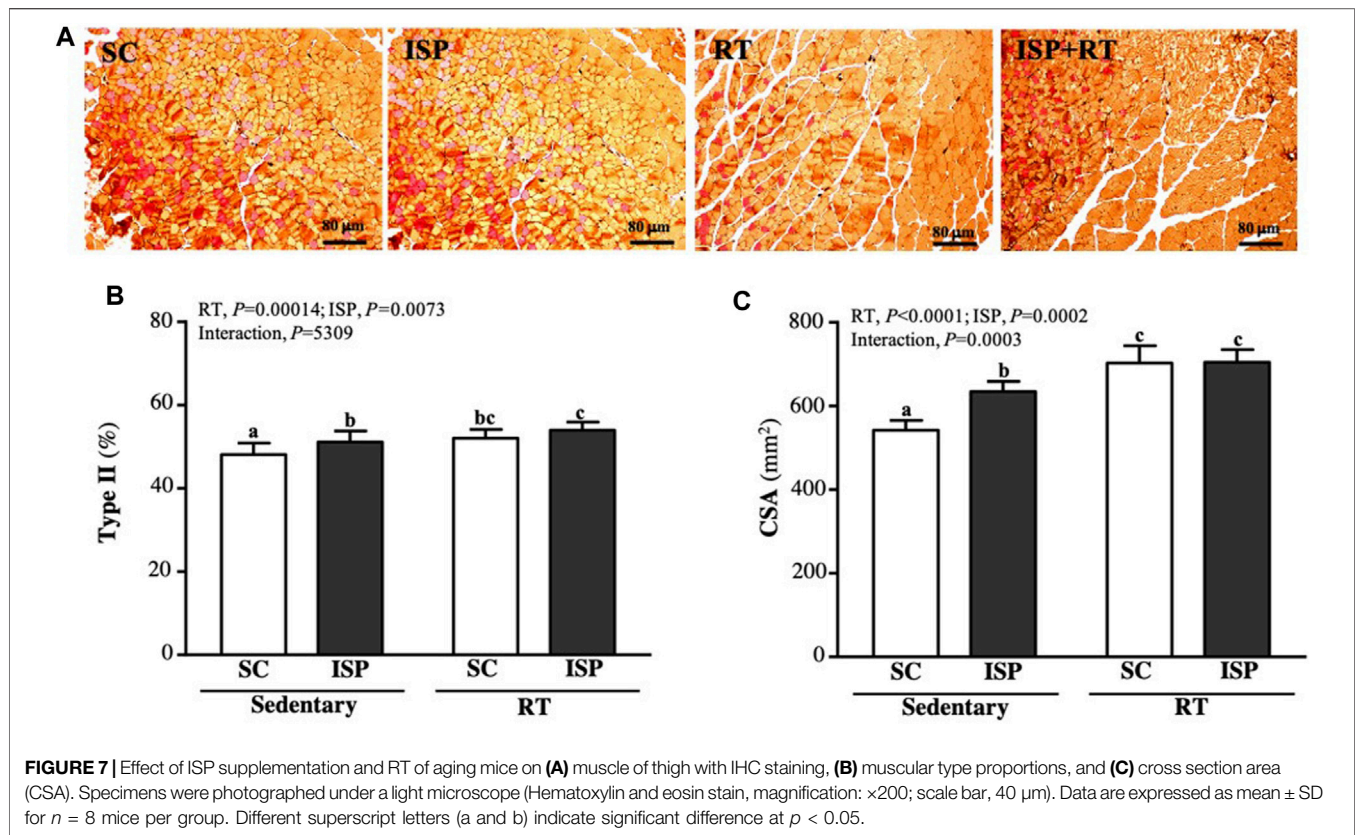 A
SC
ISP
RT
ISP+RT
80 µm
80 µm
80 µm
80 µm
B
RT, P=0.00014; ISP, P=0.0073
Interaction, P=5309
Type II (%)
80
60
40
20
0
a
b
bc
c
SC
ISP
SC
ISP
Sedentary
RT
C
RT, P<0.0001; ISP, P=0.0002
Interaction, P=0.0003
CSA (mm²)
800
600
400
200
0
a
b
c
c
SC
ISP
SC
ISP
Sedentary
RT
FIGURE 7 | Effect of ISP supplementation and RT of aging mice on (A) muscle of thigh with IHC staining, (B) muscular type proportions, and (C) cross section area
(CSA). Specimens were photographed under a light microscope (Hematoxylin and eosin stain, magnification: ×200; scale bar, 40 µm). Data are expressed as mean ± SD
for n = 8 mice per group. Different superscript letters (a and b) indicate significant difference at p < 0.05.